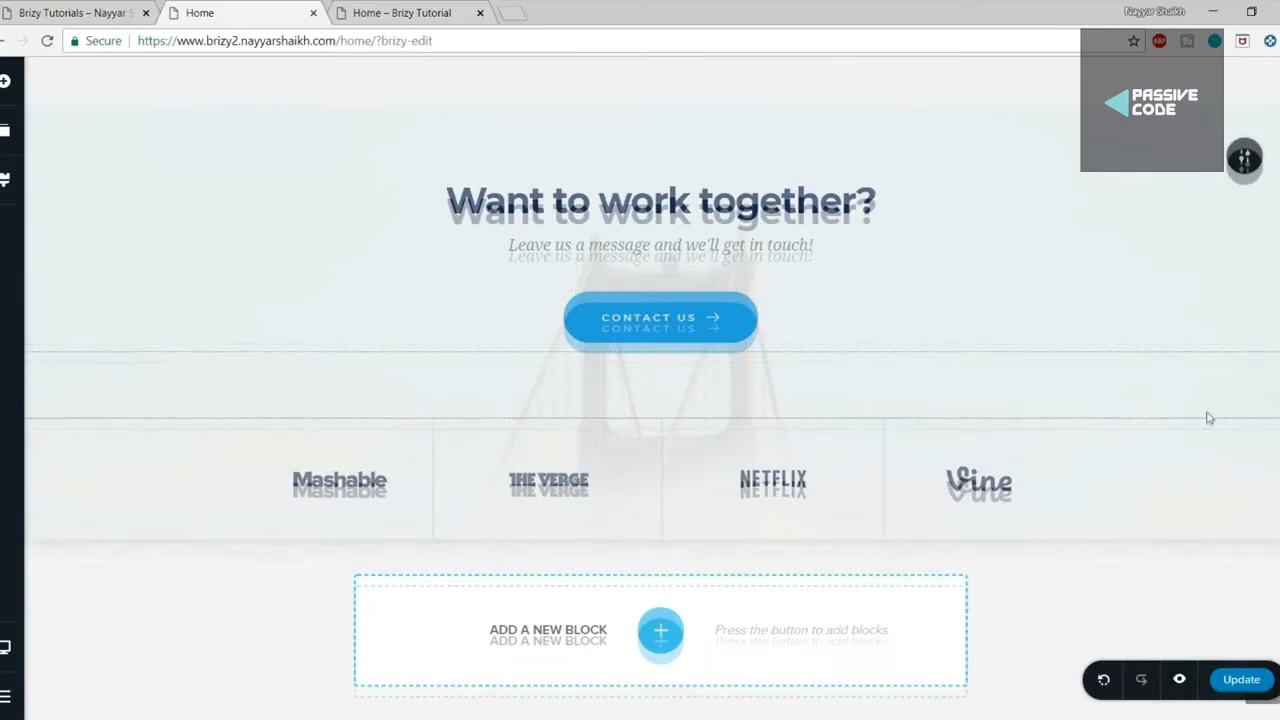 Brizy Tutorials – Nayyar S
Home
Home – Brizy Tutorial
Nayyar Shaikh
Secure
https://www.brizy2.nayyarshaikh.com/home/?brizy-edit
ABP
PASSIVE
CODE
Want to work together?
Leave us a message and we'll get in touch!
CONTACT US
Mashable
THE VERGE
NETFLIX
Vine
ADD A NEW BLOCK
Press the button to add blocks
Update